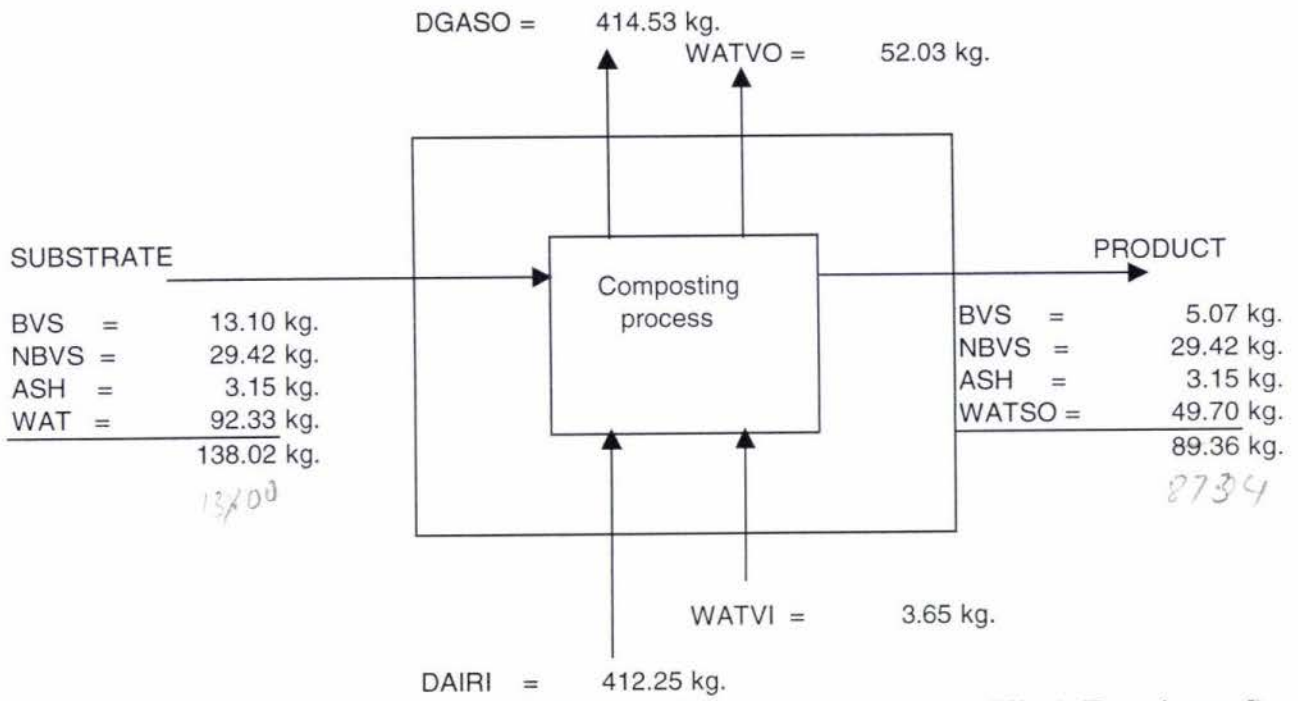 DGASO = 414.53 kg.
WATVO = 52.03 kg.
SUBSTRATE
BVS = 13.10 kg.
NBVS = 29.42 kg.
ASH = 3.15 kg.
WAT = 92.33 kg.
138.02 kg.
Composting
process
PRODUCT
BVS = 5.07 kg.
NBVS = 29.42 kg.
ASH = 3.15 kg.
WATSO = 49.70 kg.
89.36 kg.
8734
WATVI = 3.65 kg.
DAIRI = 412.25 kg.